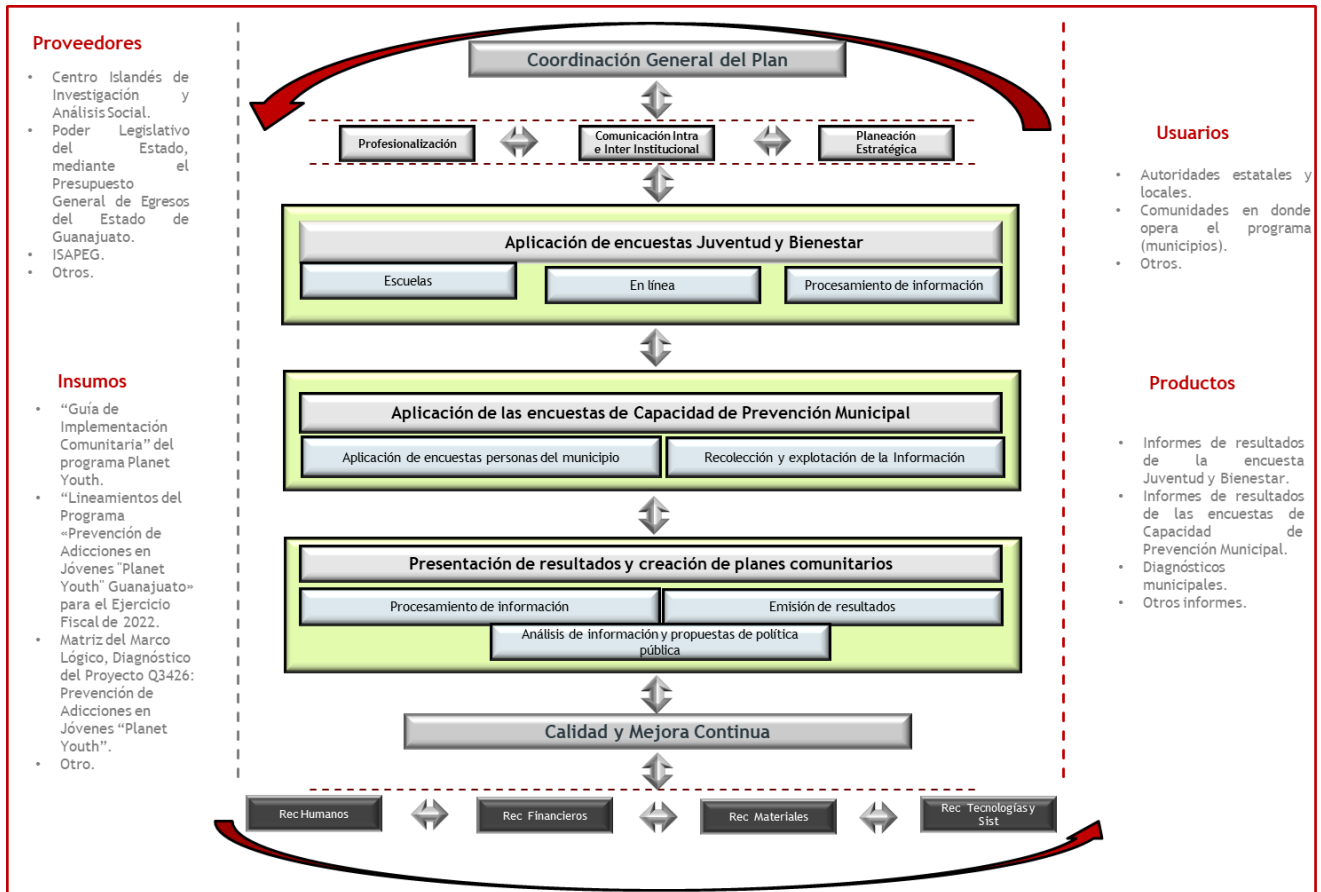 Proveedores
• Centro Islandés de
Investigación y
Análisis Social.
• Poder Legislativo
del Estado,
mediante el
Presupuesto
General de Egresos
del Estado de
Guanajuato.
• ISAPEG.
• Otros.
Insumos
• “Guía de
Implementación
Comunitaria” del
programa Planet
Youth.
• “Lineamientos del
Programa
«Prevención de
Adicciones en
Jóvenes "Planet
Youth" Guanajuato»
para el Ejercicio
Fiscal de 2022.
• Matriz del Marco
Lógico, Diagnóstico
del Proyecto Q3426:
Prevención de
Adicciones en
Jóvenes “Planet
Youth”.
• Otro.
Coordinación General del Plan
Profesionalización
Comunicación Intra
e Inter Institucional
Planeación
Estratégica
Aplicación de encuestas Juventud y Bienestar
Escuelas
En línea
Procesamiento de información
Aplicación de las encuestas de Capacidad de Prevención Municipal
Aplicación de encuestas personas del municipio
Recolección y explotación de la Información
Presentación de resultados y creación de planes comunitarios
Procesamiento de información
Emisión de resultados
Análisis de información y propuestas de política
pública
Calidad y Mejora Continua
Rec Humanos
Rec Financieros
Rec Materiales
Rec Tecnologías y
Sist
Usuarios
• Autoridades estatales y
locales.
• Comunidades en donde
opera el programa
(municipios).
• Otros.
Productos
• Informes de resultados
de la encuesta
Juventud y Bienestar.
• Informes de resultados
de las encuestas de
Capacidad de
Prevención Municipal.
• Diagnósticos
municipales.
• Otros informes.